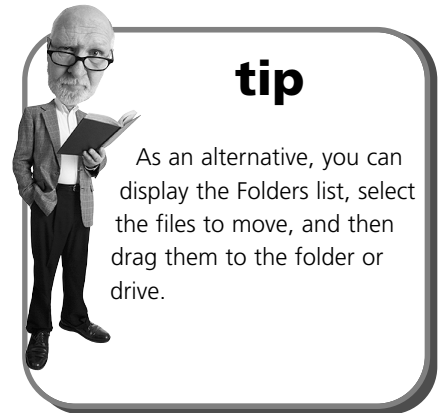 tip
As an alternative, you can
display the Folders list, select
the files to move, and then
drag them to the folder or
drive.